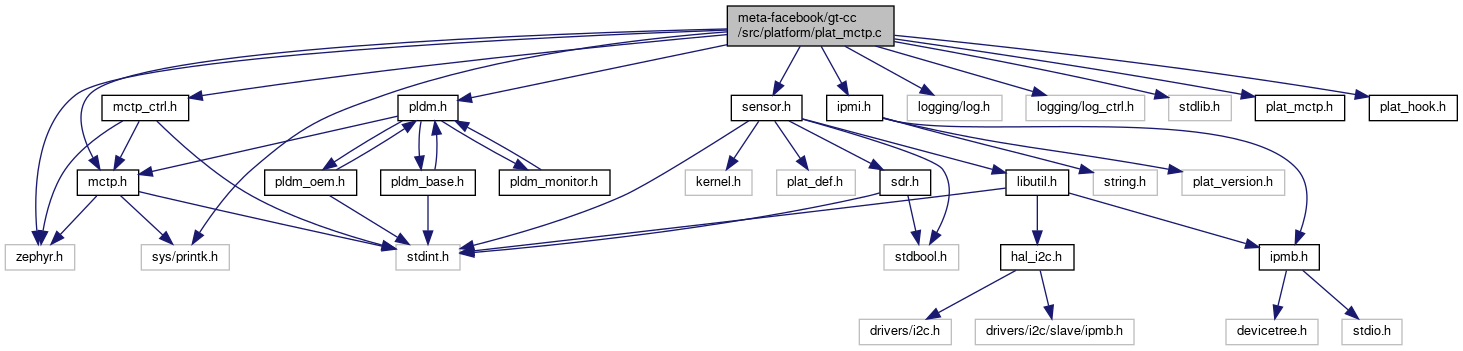 meta-facebook/gt-cc
/src/platform/plat_mctp.c
mctp_ctrl.h
pldm.h
sensor.h
ipmi.h
logging/log.h
logging/log_ctrl.h
stdlib.h
plat_mctp.h
plat_hook.h
mctp.h
pldm_oem.h
pldm_base.h
pldm_monitor.h
kernel.h
plat_def.h
sdr.h
libutil.h
string.h
plat_version.h
zephyr.h
sys/printk.h
stdint.h
stdbool.h
hal_i2c.h
ipmb.h
drivers/i2c.h
drivers/i2c/slave/ipmb.h
devicetree.h
stdio.h